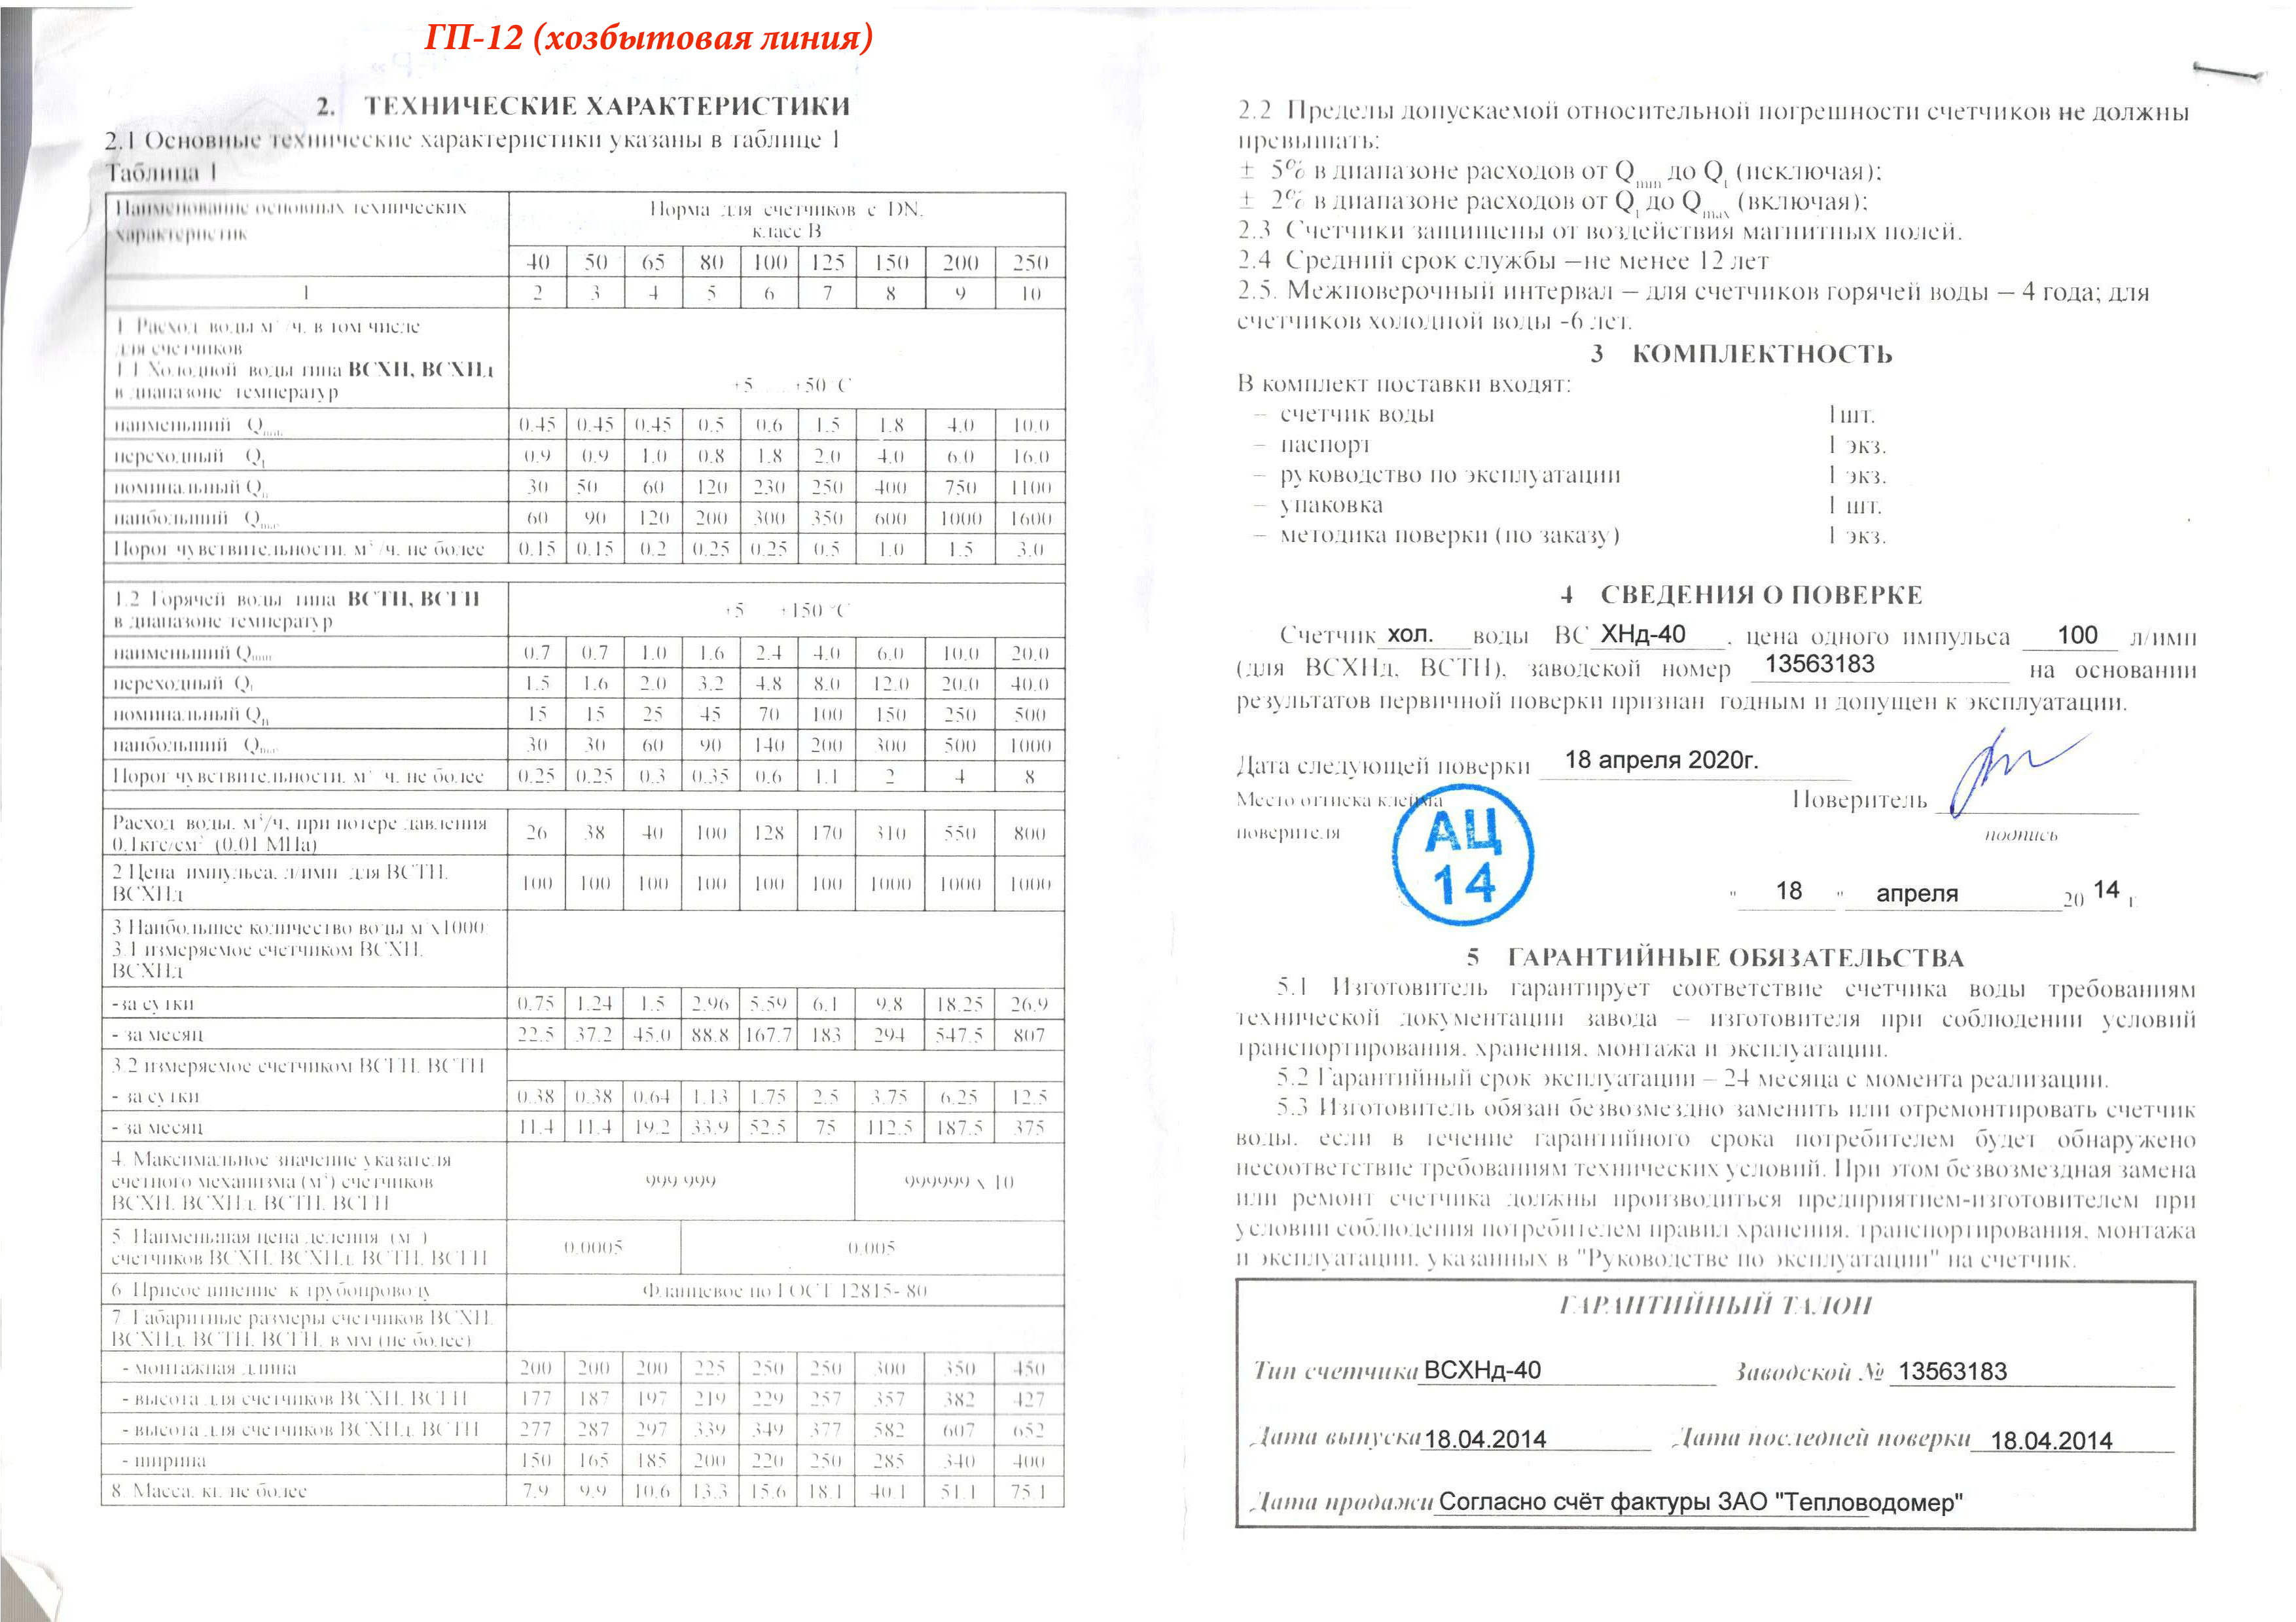 ГП-12 (хозбытовая линия)
2. ТЕХНИЧЕСКИЕ ХАРАКТЕРИСТИКИ
2.1 Основные технические характеристики указаны в таблице 1
Таблица 1
Наименование основных технических характеристик
Норма для счетчиков с DN, класс В
40 50 65 80 100 125 150 200 250
1 2 3 4 5 6 7 8 9 10
1. Расход воды м³/ч, в том числе
для счетчиков
1.1 Холодной воды типа ВСХН, ВСХНд
в диапазоне температур +5 ... +50 °С
наименьший Qmin 0.45 0.45 0.45 0.5 0.6 1.5 1.8 4.0 10.0
переходный Qt 0.9 0.9 1.0 0.8 1.8 2.0 4.0 6.0 16.0
номинальный Qn 30 50 60 120 230 250 400 750 1100
наибольший Qmax 60 90 120 200 300 350 600 1000 1600
Порог чувствительности, м³/ч, не более 0.15 0.15 0.2 0.25 0.25 0.5 1.0 1.5 3.0
1.2 Горячей воды типа ВСТН, ВСГН
в диапазоне температур +5 +150 °С
наименьший Qmin 0.7 0.7 1.0 1.6 2.4 4.0 6.0 10.0 20.0
переходный Qt 1.5 1.6 2.0 3.2 4.8 8.0 12.0 20.0 40.0
номинальный Qn 15 15 25 45 70 100 150 250 500
наибольший Qmax 30 30 60 90 140 200 300 500 1000
Порог чувствительности, м³/ч, не более 0.25 0.25 0.3 0.35 0.6 1.1 2 4 8
Расход воды, м³/ч, при потере давления
0,1кгс/см² (0,01 МПа) 26 38 40 100 128 170 310 550 800
2 Цена импульса, л/имп для ВСТН,
ВСХНд 100 100 100 100 100 100 1000 1000 1000
3 Наибольшее количество воды м³х1000
3.1 измеряемое счетчиком ВСХН,
ВСХНд
-за сутки 0.75 1.24 1.5 2.96 5.59 6.1 9.8 18.25 26.9
- за месяц 22.5 37.2 45.0 88.8 167.7 183 294 547.5 807
3.2 измеряемое счетчиком ВСГН, ВСТН
- за сутки 0.38 0.38 0.64 1.13 1.75 2.5 3.75 6.25 12.5
- за месяц 11.4 11.4 19.2 33.9 52.5 75 112.5 187.5 375
4. Максимальное значение указателя
счетного механизма (м³) счетчиков
ВСХН, ВСХНд, ВСТН, ВСГН 999 999 999999 х 10
5. Наименьшая цена деления (м³)
счетчиков ВСХН, ВСХНд, ВСТН, ВСГН 0.0005 0.005
6. Присоединение к трубопроводу Фланцевое по ГОСТ 12815- 80
7. Габаритные размеры счетчиков ВСХН,
ВСХНд, ВСТН, ВСГН, в мм (не более)
- монтажная длина 200 200 200 225 250 250 300 350 450
- высота для счетчиков ВСХН, ВСГН 177 187 197 219 229 257 357 382 427
- высота для счетчиков ВСХНд, ВСТН 277 287 297 339 349 377 582 607 652
- ширина 150 165 185 200 220 250 285 340 400
8. Масса, кг, не более 7.9 9.9 10.6 13.3 15.6 18.1 40.1 51.1 75.1
2.2 Пределы допускаемой относительной погрешности счетчиков не должны
превышать:
± 5% в диапазоне расходов от Qmin до Qt (исключая);
± 2% в диапазоне расходов от Qt до Qmax (включая);
2.3 Счетчики защищены от воздействия магнитных полей.
2.4 Средний срок службы –не менее 12 лет
2.5. Межповерочный интервал – для счетчиков горячей воды – 4 года; для
счетчиков холодной воды -6 лет.
3 КОМПЛЕКТНОСТЬ
В комплект поставки входят:
– счетчик воды 1шт.
– паспорт 1 экз.
– руководство по эксплуатации 1 экз.
– упаковка 1 шт.
– методика поверки (по заказу) 1 экз.
4 СВЕДЕНИЯ О ПОВЕРКЕ
Счетчик хол. воды ВС ХНд-40 , цена одного импульса 100 л/имп
(для ВСХНд, ВСТН), заводской номер 13563183 на основании
результатов первичной поверки признан годным и допущен к эксплуатации.
Дата следующей поверки 18 апреля 2020г.
Место оттиска клейма
поверителя
Поверитель
подпись
АЦ
14
" 18 " апреля 20 14 г.
5 ГАРАНТИЙНЫЕ ОБЯЗАТЕЛЬСТВА
5.1 Изготовитель гарантирует соответствие счетчика воды требованиям
технической документации завода – изготовителя при соблюдении условий
транспортирования, хранения, монтажа и эксплуатации.
5.2 Гарантийный срок эксплуатации – 24 месяца с момента реализации.
5.3 Изготовитель обязан безвозмездно заменить или отремонтировать счетчик
воды, если в течение гарантийного срока потребителем будет обнаружено
несоответствие требованиям технических условий. При этом безвозмездная замена
или ремонт счетчика должны производиться предприятием-изготовителем при
условии соблюдения потребителем правил хранения, транспортирования, монтажа
и эксплуатации, указанных в "Руководстве по эксплуатации" на счетчик.
ГАРАНТИЙНЫЙ ТАЛОН
Тип счетчика ВСХНд-40 Заводской № 13563183
Дата выпуска 18.04.2014 Дата последней поверки 18.04.2014
Дата продажи Согласно счёт фактуры ЗАО "Тепловодомер"